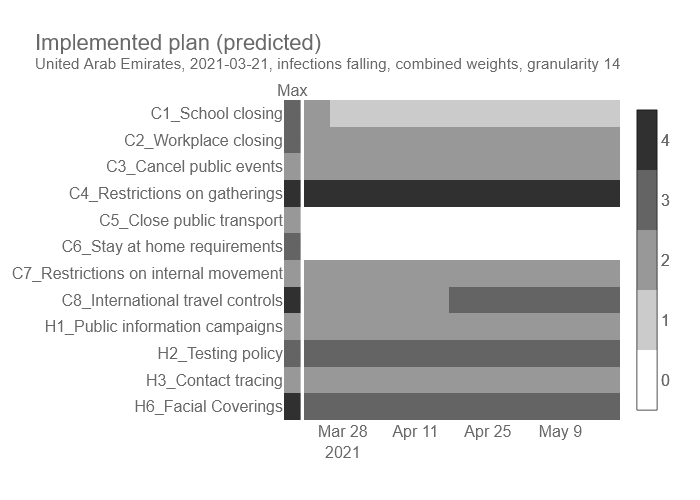 Implemented plan (predicted)
United Arab Emirates, 2021-03-21, infections falling, combined weights, granularity 14
Max
C1_School closing
C2_Workplace closing
C3_Cancel public events
C4_Restrictions on gatherings
C5_Close public transport
C6_Stay at home requirements
C7_Restrictions on internal movement
C8_International travel controls
H1_Public information campaigns
H2_Testing policy
H3_Contact tracing
H6_Facial Coverings
4
3
2
1
0
Mar 28 Apr 11 Apr 25 May 9
2021